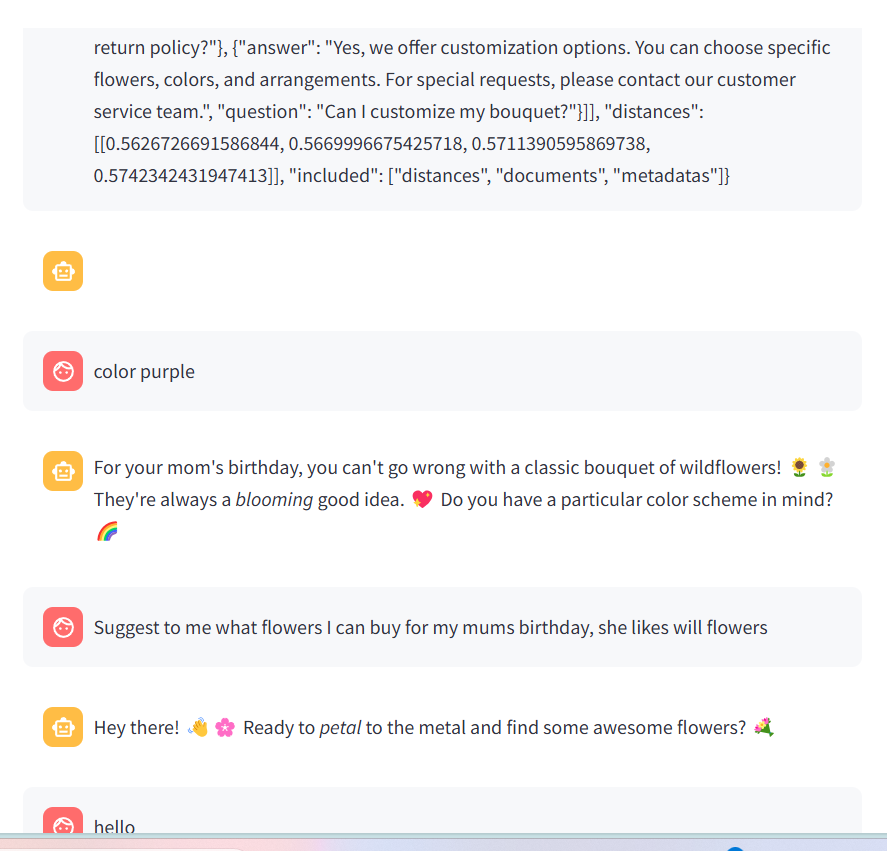 return policy?"}, {"answer": "Yes, we offer customization options. You can choose specific
flowers, colors, and arrangements. For special requests, please contact our customer
service team.", "question": "Can I customize my bouquet?"}]], "distances":
[[0.5626726691586844, 0.5669996675425718, 0.5711390595869738,
0.5742342431947413]], "included": ["distances", "documents", "metadatas"]}
color purple
For your mom's birthday, you can't go wrong with a classic bouquet of wildflowers! 🌻 🌼
They're always a blooming good idea. 💖 Do you have a particular color scheme in mind?
🌈
Suggest to me what flowers I can buy for my mums birthday, she likes will flowers
Hey there! 👋 🌸 Ready to petal to the metal and find some awesome flowers? 💐
hello